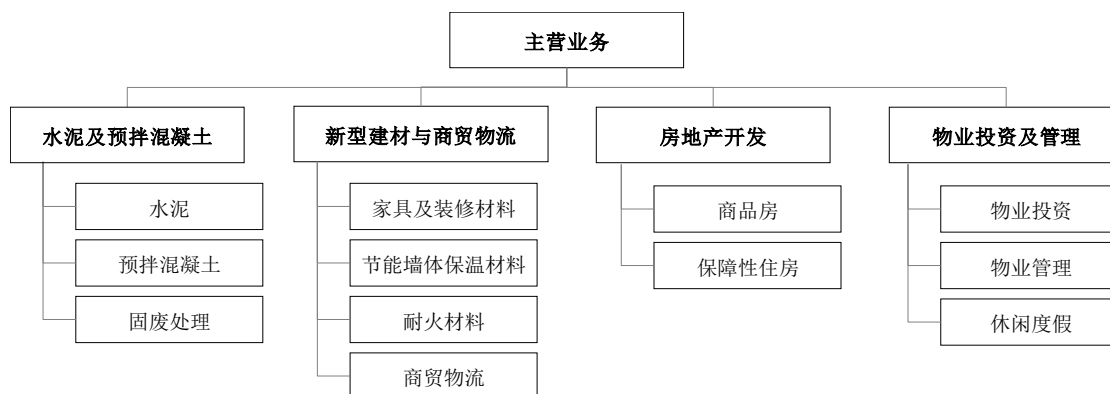 主营业务
水泥及预拌混凝土
新型建材与商贸物流
房地产开发
物业投资及管理
水泥
预拌混凝土
固废处理
家具及装修材料
节能墙体保温材料
耐火材料
商贸物流
商品房
保障性住房
物业投资
物业管理
休闲度假